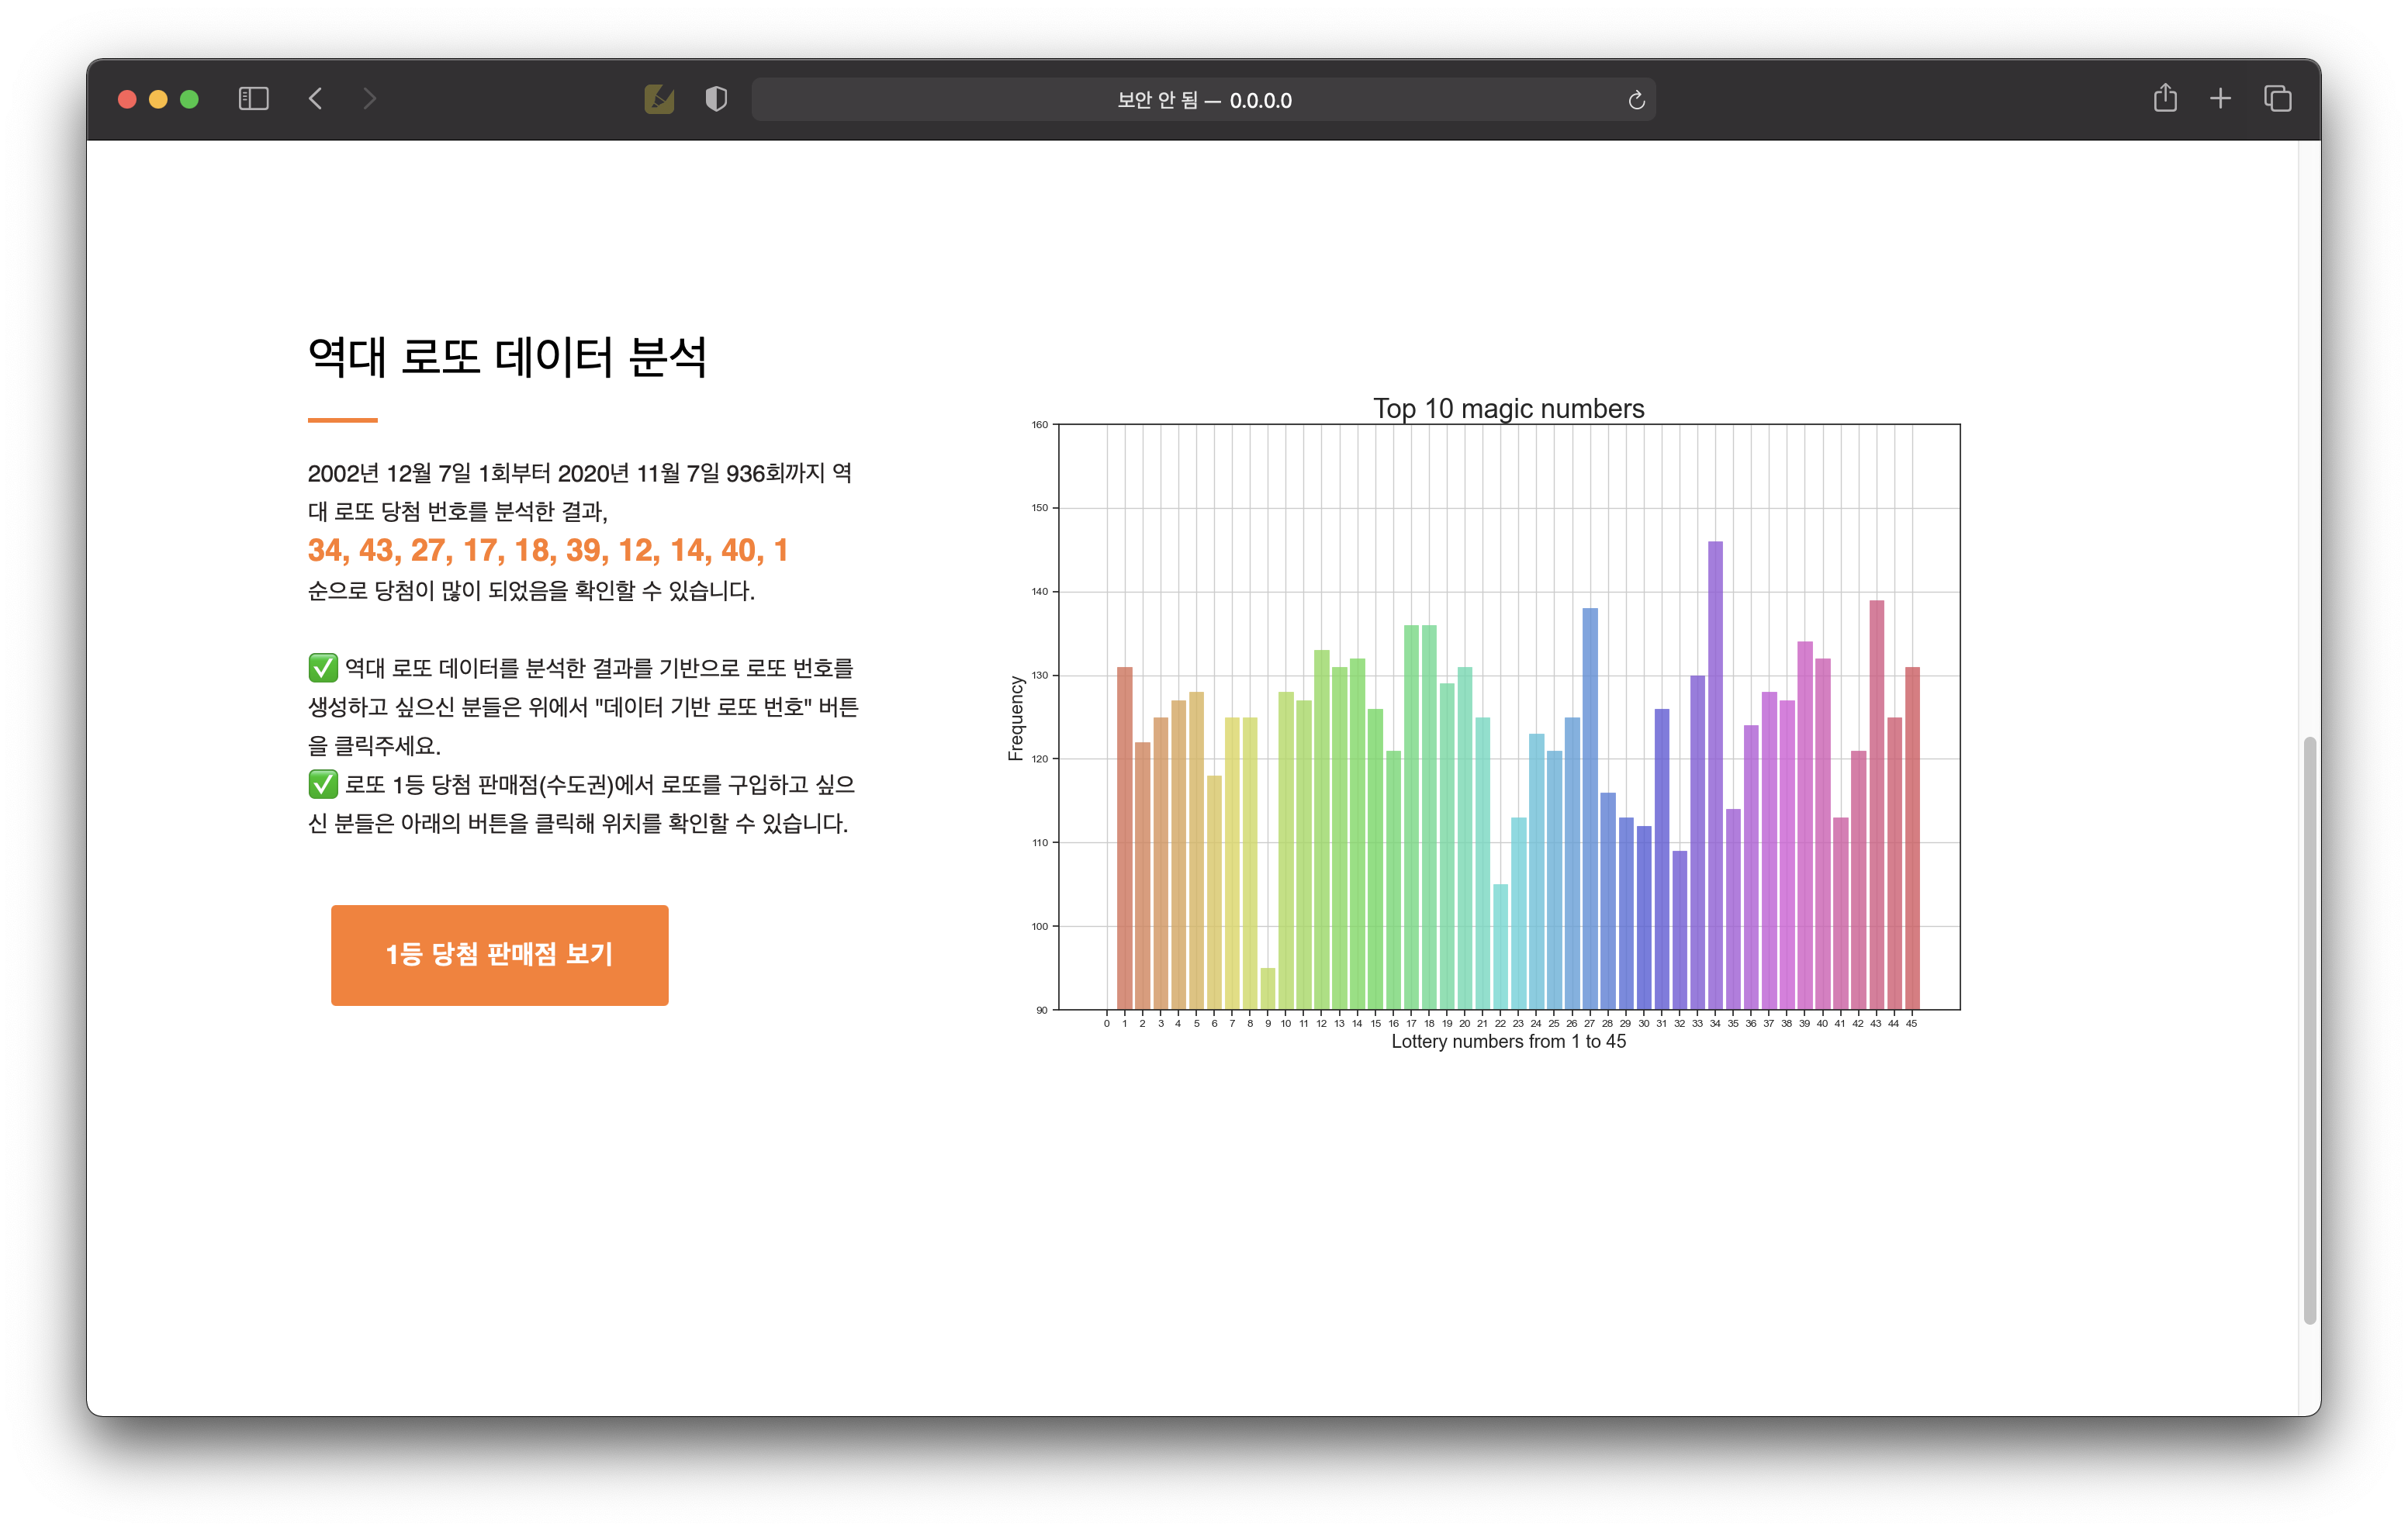 보안 안 됨 — 0.0.0.0
역대 로또 데이터 분석
2002년 12월 7일 1회부터 2020년 11월 7일 936회까지 역
대 로또 당첨 번호를 분석한 결과,
34, 43, 27, 17, 18, 39, 12, 14, 40, 1
순으로 당첨이 많이 되었음을 확인할 수 있습니다.
✅ 역대 로또 데이터를 분석한 결과를 기반으로 로또 번호를
생성하고 싶으신 분들은 위에서 "데이터 기반 로또 번호" 버튼
을 클릭주세요.
✅ 로또 1등 당첨 판매점(수도권)에서 로또를 구입하고 싶으
신 분들은 아래의 버튼을 클릭해 위치를 확인할 수 있습니다.
1등 당첨 판매점 보기
Top 10 magic numbers
160
150
140
130
120
110
100
90
Frequency
0 1 2 3 4 5 6 7 8 9 10 11 12 13 14 15 16 17 18 19 20 21 22 23 24 25 26 27 28 29 30 31 32 33 34 35 36 37 38 39 40 41 42 43 44 45
Lottery numbers from 1 to 45